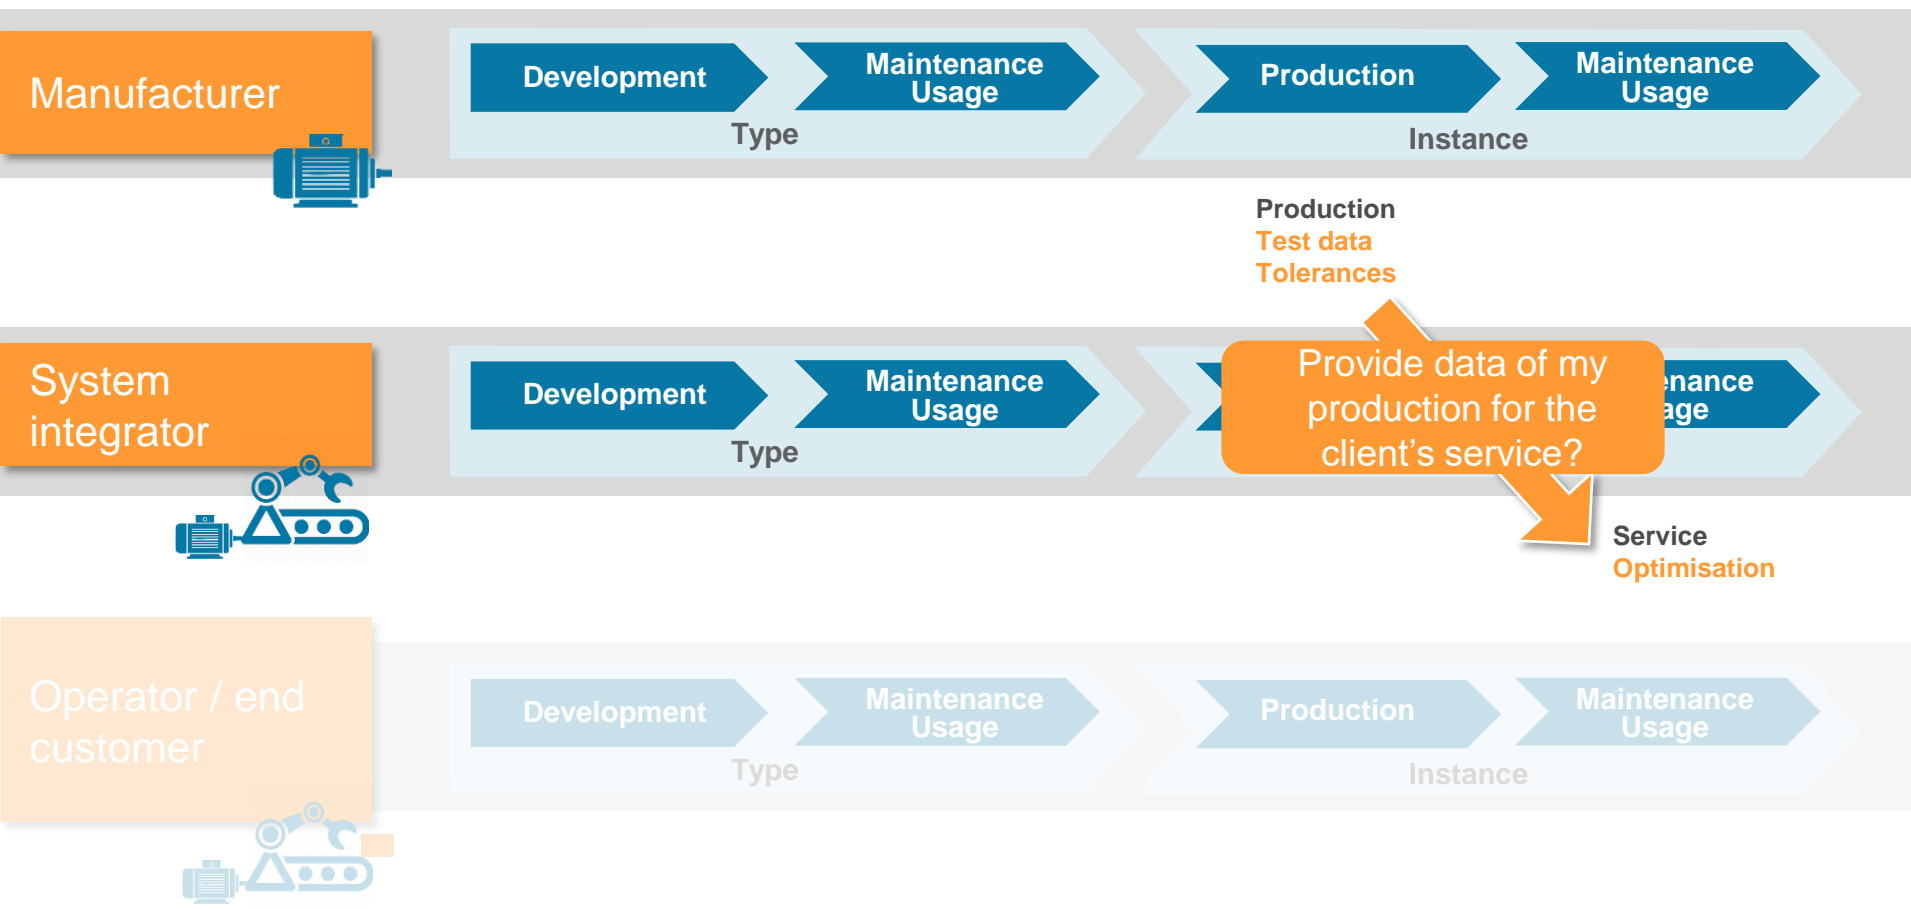 Manufacturer
Development
Maintenance
Usage
Type
Production
Maintenance
Usage
Instance
Production
Test data
Tolerances
System
integrator
Development
Maintenance
Usage
Type
Provide data of my
production for the
client's service?
enance
age
Service
Optimisation
Operator / end
customer
Development
Maintenance
Usage
Type
Production
Maintenance
Usage
Instance